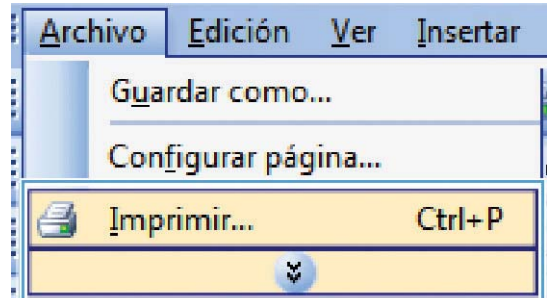 Archivo Edición Ver Insertar
Guardar como...
Configurar página...
Imprimir... Ctrl+P